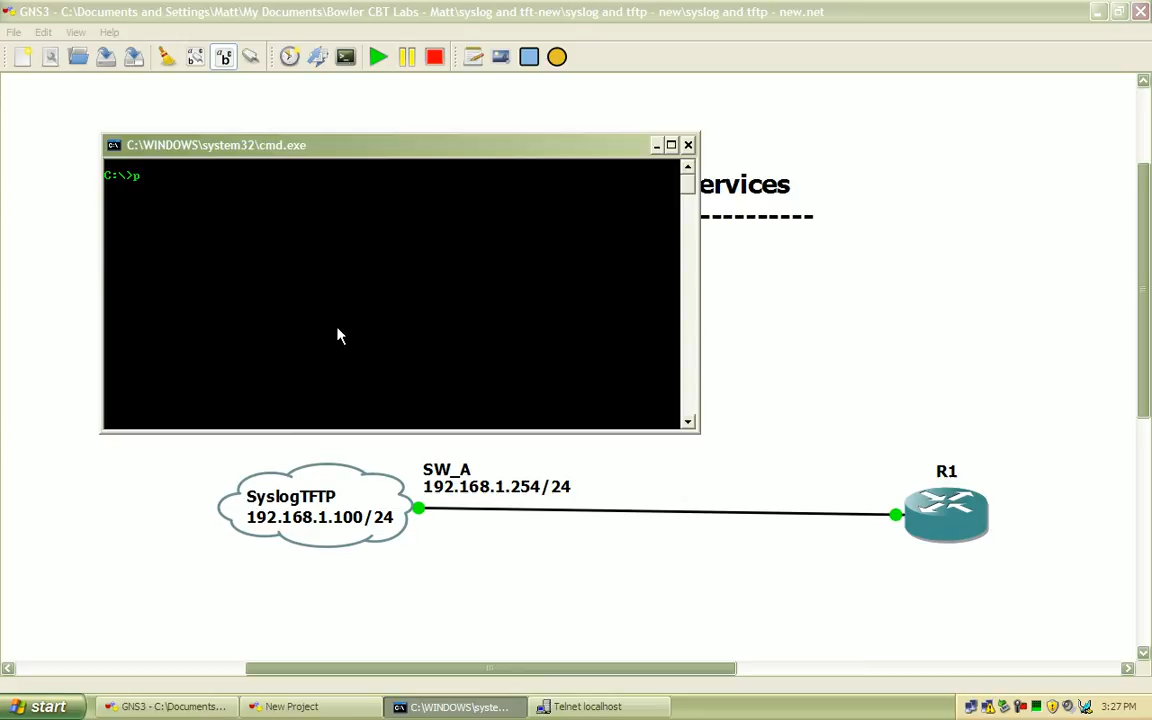 GNS3 - C:\Documents and Settings\Matt\My Documents\Bowler CBT Labs - Matt\syslog and tft-new\syslog and tftp - new\syslog and tftp - new.net
File Edit View Help
C:\WINDOWS\system32\cmd.exe
C:\>p
ervices
-----------
SW_A
192.168.1.254/24
SyslogTFTP
192.168.1.100/24
R1
start
GNS3 - C:\Documents...
New Project
C:\WINDOWS\syste...
Telnet localhost
3:27 PM